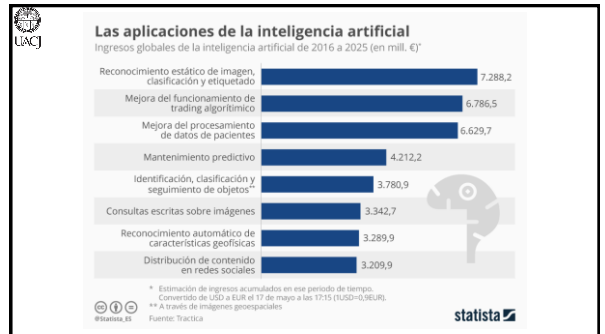 UACJ
Las aplicaciones de la inteligencia artificial
Ingresos globales de la inteligencia artificial de 2016 a 2025 (en mill. €)*
Reconocimiento estático de imagen,
clasificación y etiquetado
7.288,2
Mejora del funcionamiento de
trading algorítimico
6.786,5
Mejora del procesamiento
de datos de pacientes
6.629,7
Mantenimiento predictivo
4.212,2
Identificación, clasificación y
seguimiento de objetos**
3.780,9
Consultas escritas sobre imágenes
3.342,7
Reconocimiento automático de
características geofísicas
3.289,9
Distribución de contenido
en redes sociales
3.209,9
* Estimación de ingresos acumulados en ese periodo de tiempo.
Convertido de USD a EUR el 17 de mayo a las 17:15 (1USD=0,9EUR).
** A través de imágenes geoespaciales
@Statista_ES
Fuente: Tractica
statista